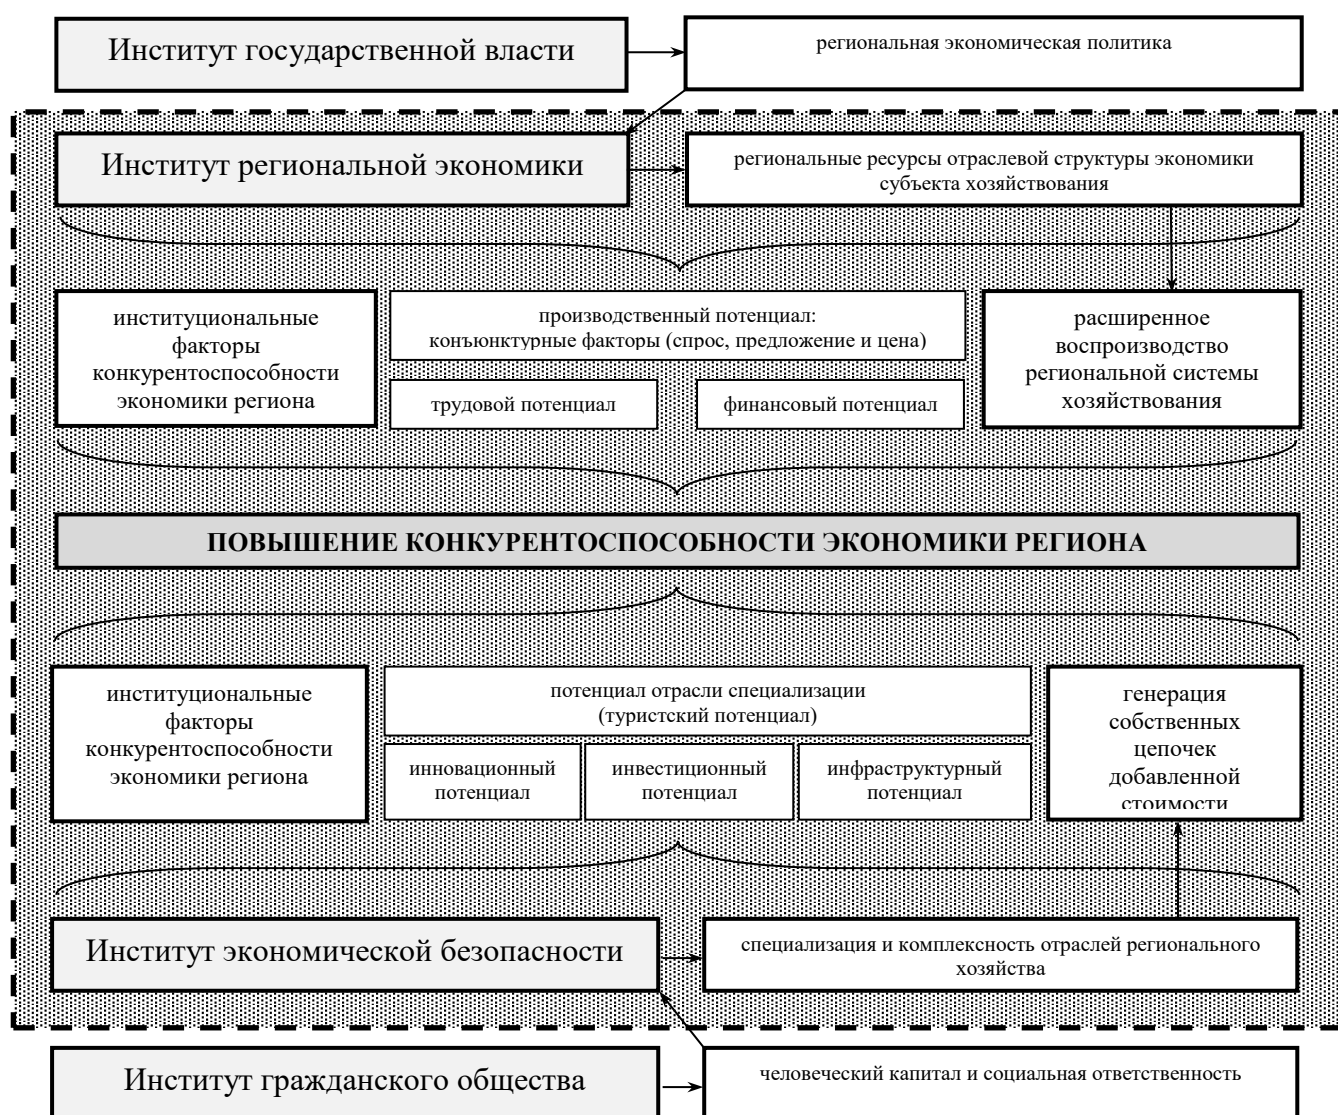 Институт государственной власти
региональная экономическая политика
Институт региональной экономики
региональные ресурсы отраслевой структуры экономики
субъекта хозяйствования
институциональные
факторы
конкурентоспособности
экономики региона
производственный потенциал:
конъюнктурные факторы (спрос, предложение и цена)
трудовой потенциал
финансовый потенциал
расширенное
воспроизводство
региональной системы
хозяйствования
ПОВЫШЕНИЕ КОНКУРЕНТОСПОСОБНОСТИ ЭКОНОМИКИ РЕГИОНА
институциональные
факторы
конкурентоспособности
экономики региона
потенциал отрасли специализации
(туристский потенциал)
инновационный
потенциал
инвестиционный
потенциал
инфраструктурный
потенциал
генерация
собственных
цепочек
добавленной
стоимости
Институт экономической безопасности
специализация и комплексность отраслей регионального
хозяйства
Институт гражданского общества
человеческий капитал и социальная ответственность